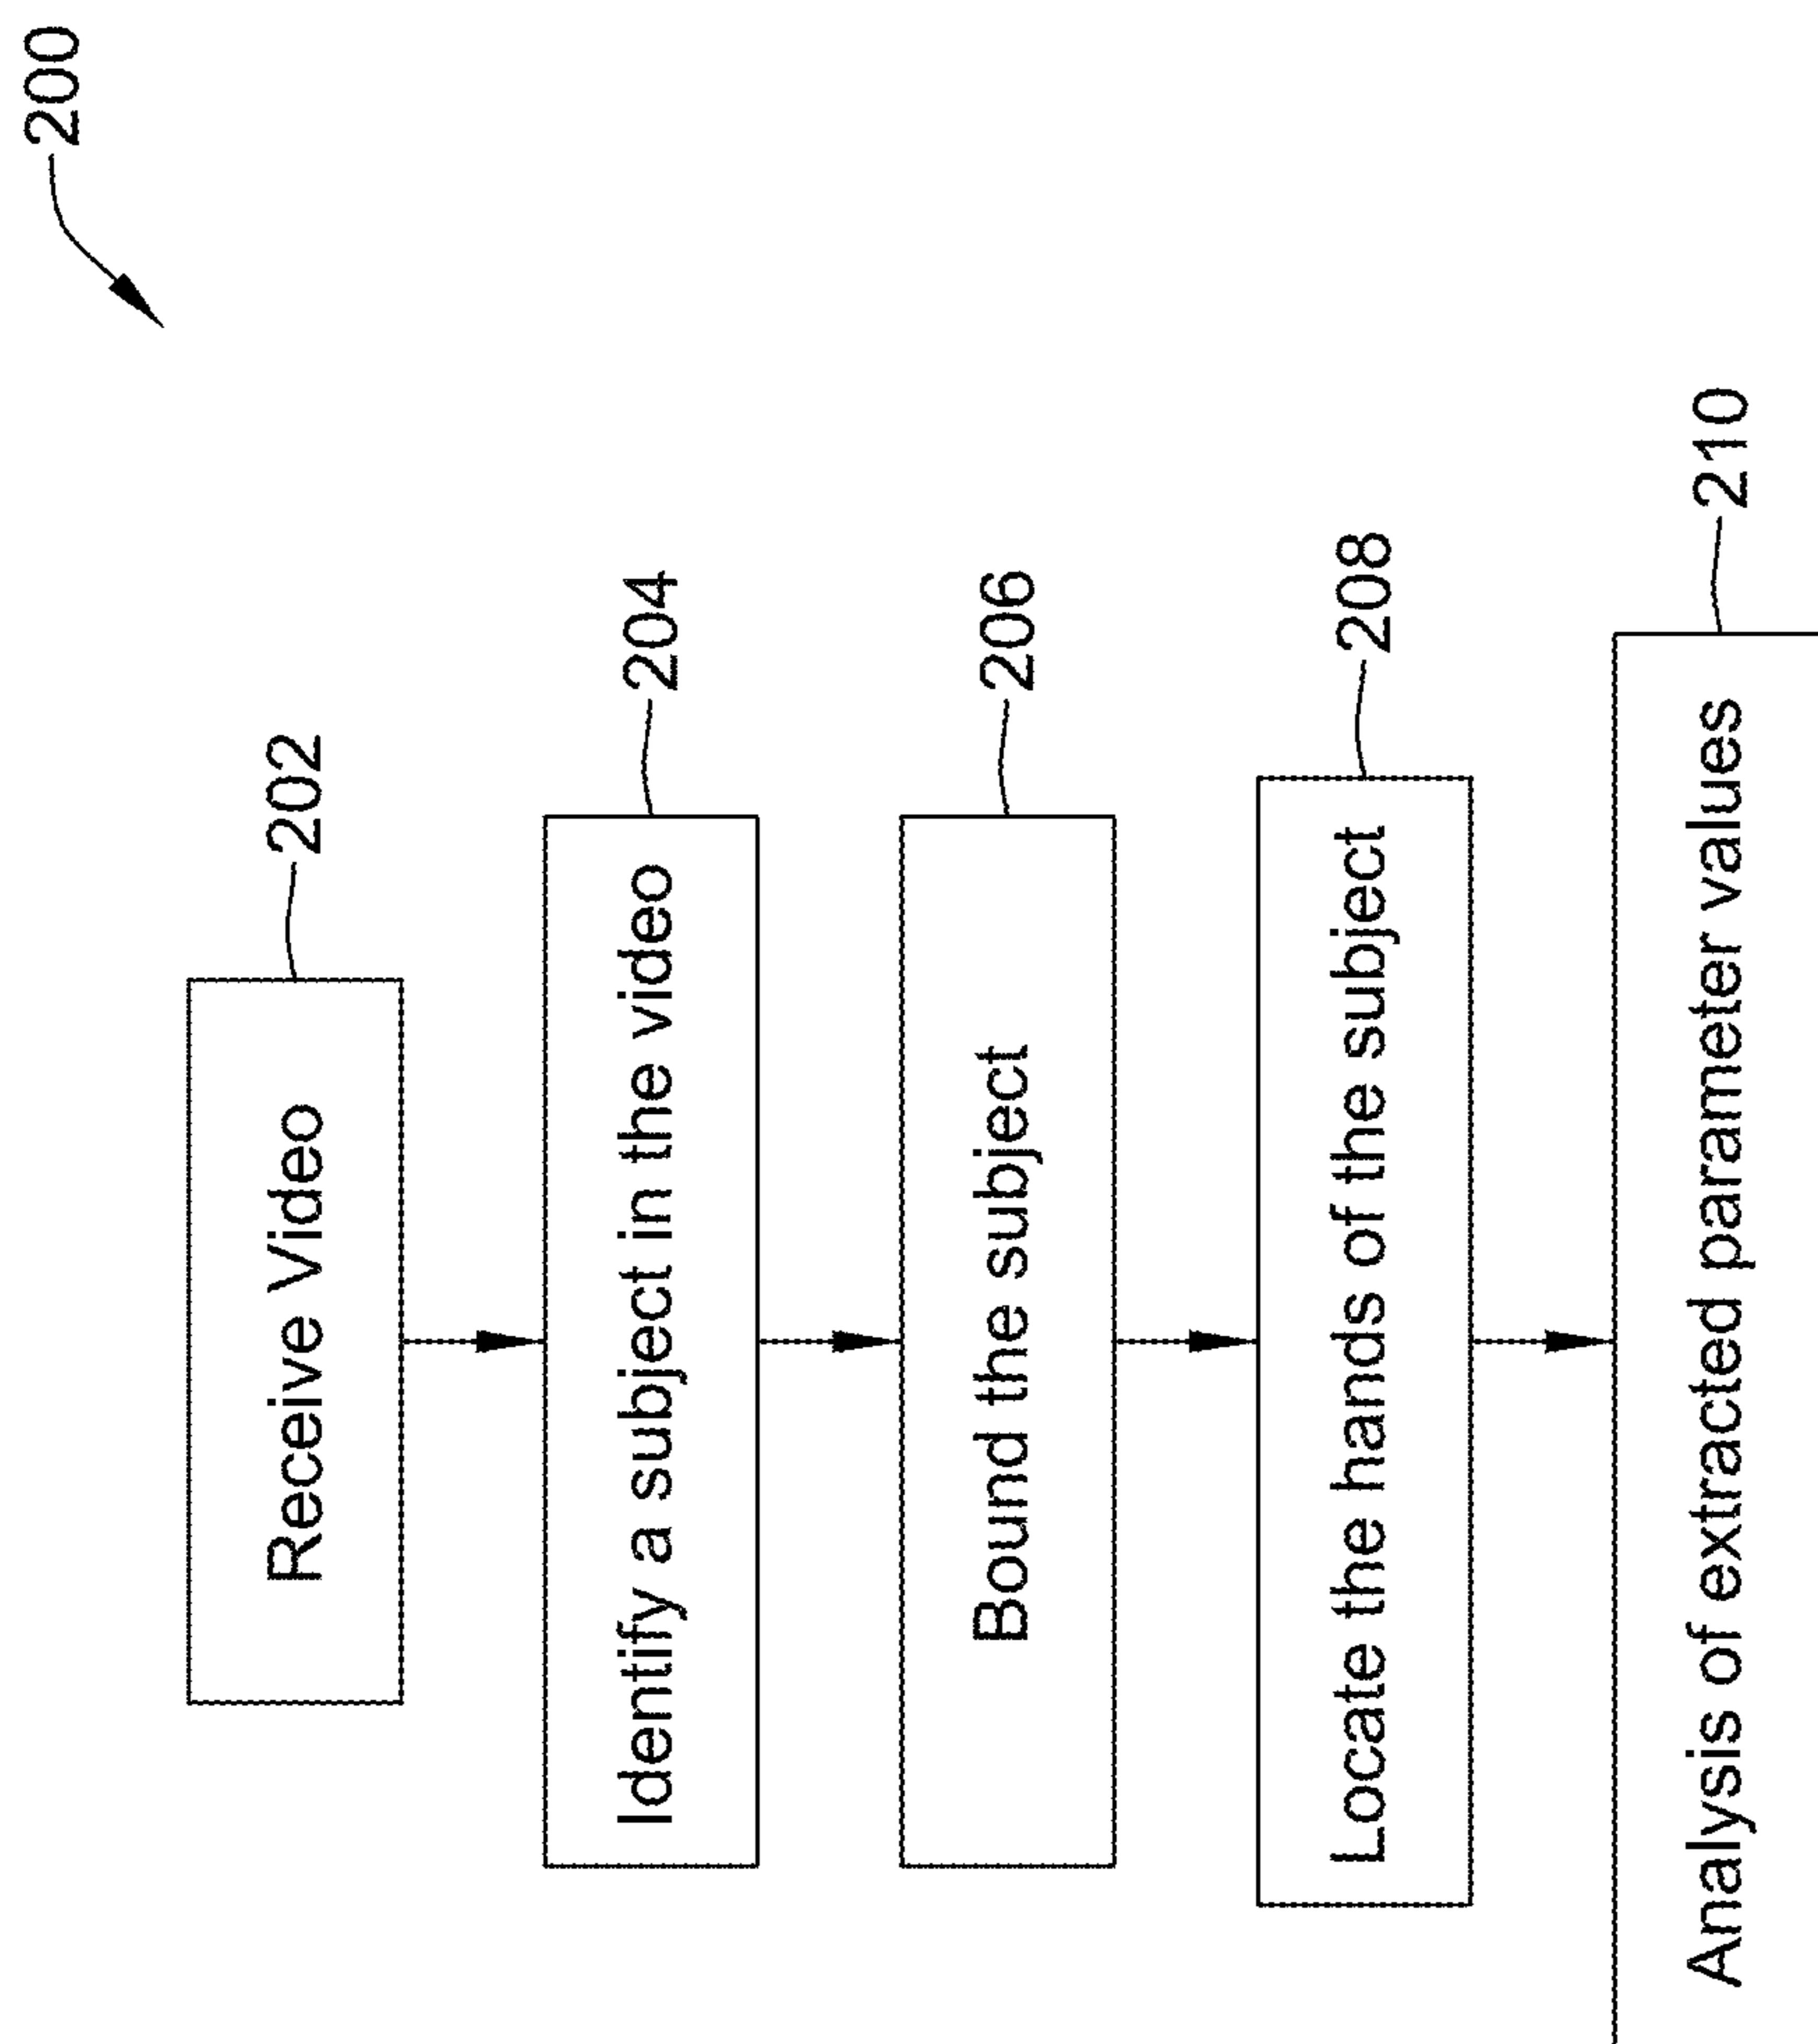 200
Receive Video
202
Identify a subject in the video
204
Bound the subject
206
Locate the hands of the subject
208
Analysis of extracted parameter values
210